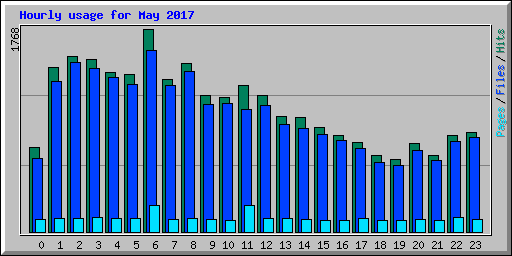 Hourly usage for May 2017
1768
Pages/Files/Hits
0 1 2 3 4 5 6 7 8 9 10 11 12 13 14 15 16 17 18 19 20 21 22 23